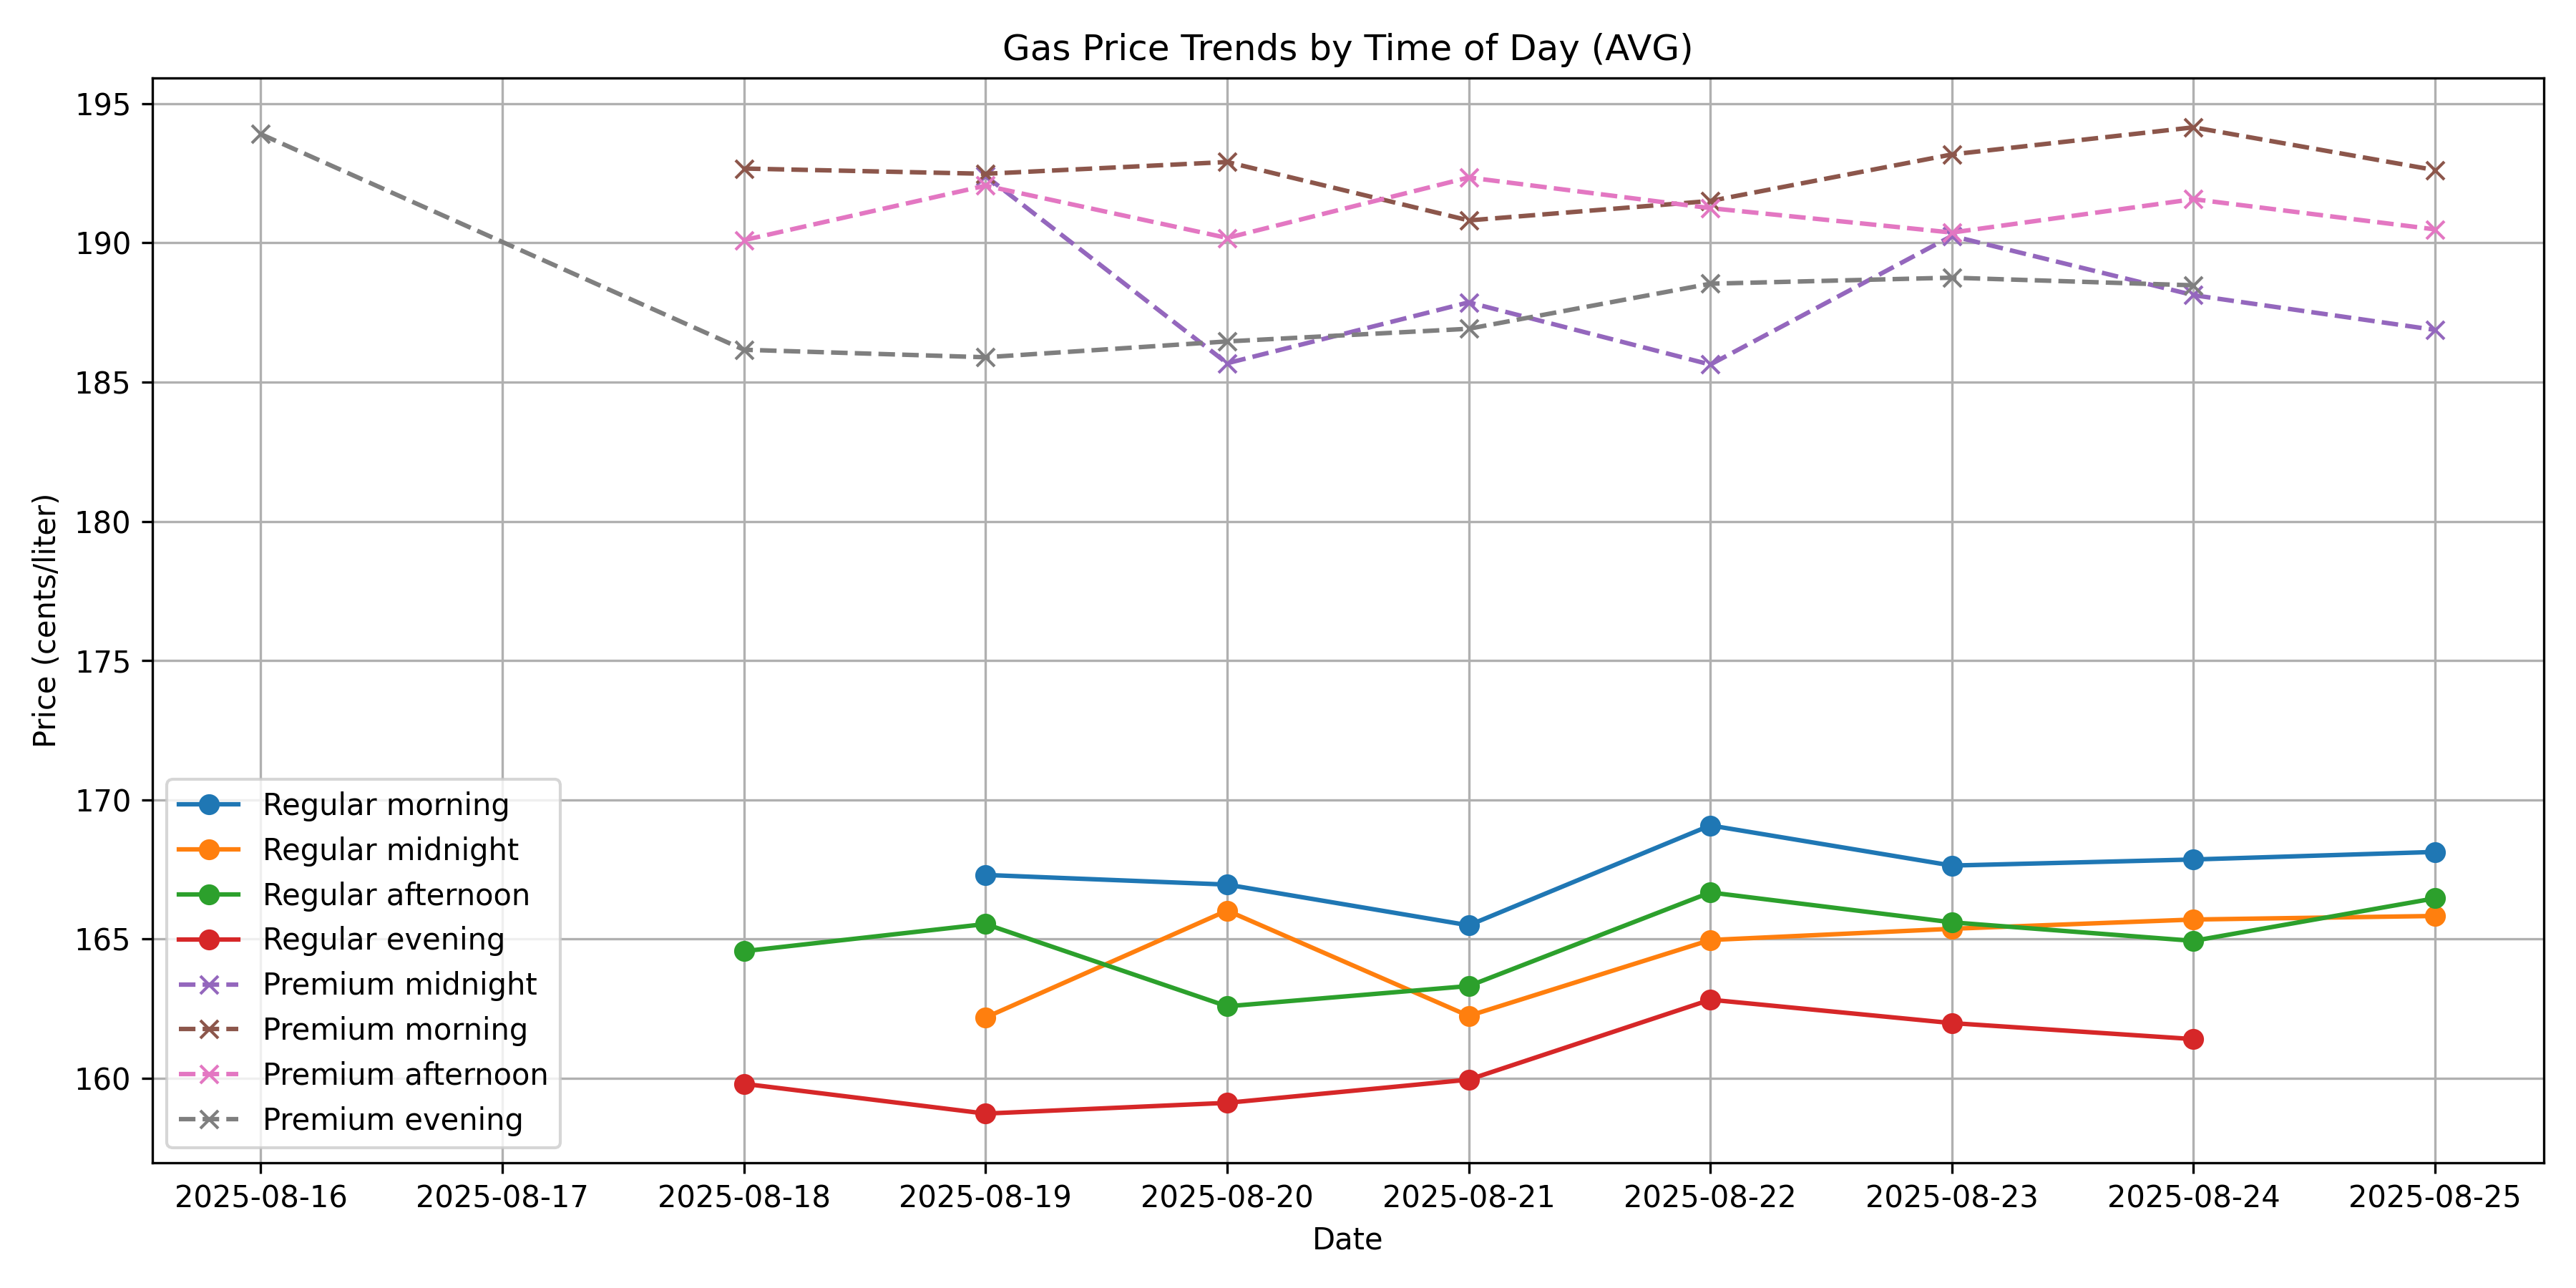 Gas Price Trends by Time of Day (AVG)
Price (cents/liter)
195
190
185
180
175
170
165
160
Regular morning
Regular midnight
Regular afternoon
Regular evening
Premium midnight
Premium morning
Premium afternoon
Premium evening
2025-08-16 2025-08-17 2025-08-18 2025-08-19 2025-08-20 2025-08-21 2025-08-22 2025-08-23 2025-08-24 2025-08-25
Date